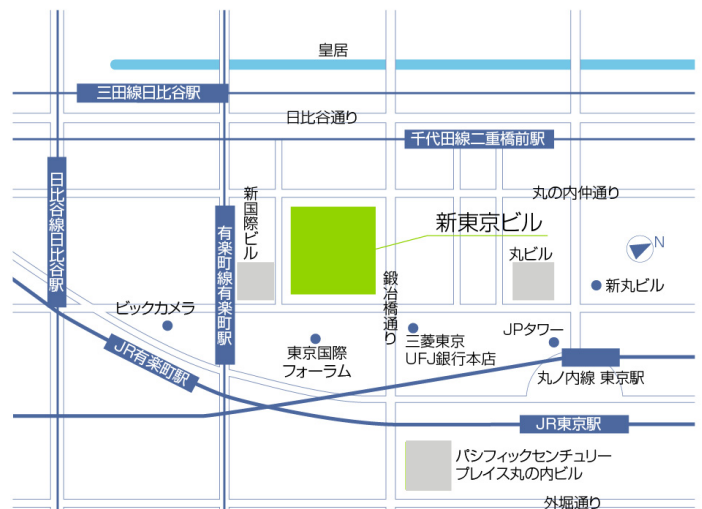 皇居
三田線日比谷駅
日比谷通り
千代田線二重橋前駅
日比谷線日比谷駅
新国際ビル
有楽町線有楽町駅
丸の内仲通り
新東京ビル
N
丸ビル
新丸ビル
鍛冶橋通り
ビックカメラ
JR有楽町駅
東京国際
フォーラム
三菱東京
UFJ銀行本店
JPタワー
丸ノ内線 東京駅
JR東京駅
パシフィックセンチュリー
プレイス丸の内ビル
外堀通り